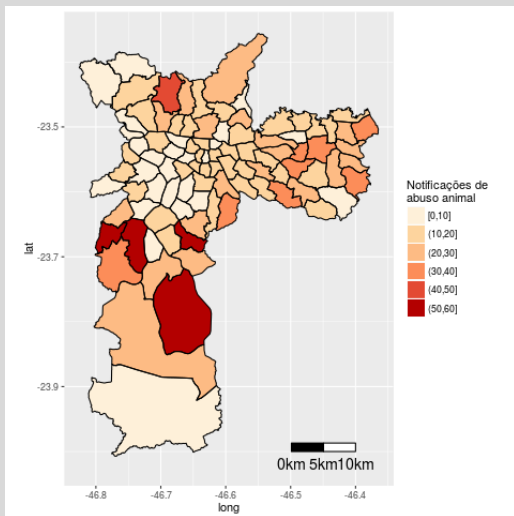 -23.5
-23.7
-23.9
lat
-46.8 -46.7 -46.6 -46.5 -46.4
long
0km 5km10km
Notificações de
abuso animal
[0,10]
(10,20]
(20,30]
(30,40]
(40,50]
(50,60]